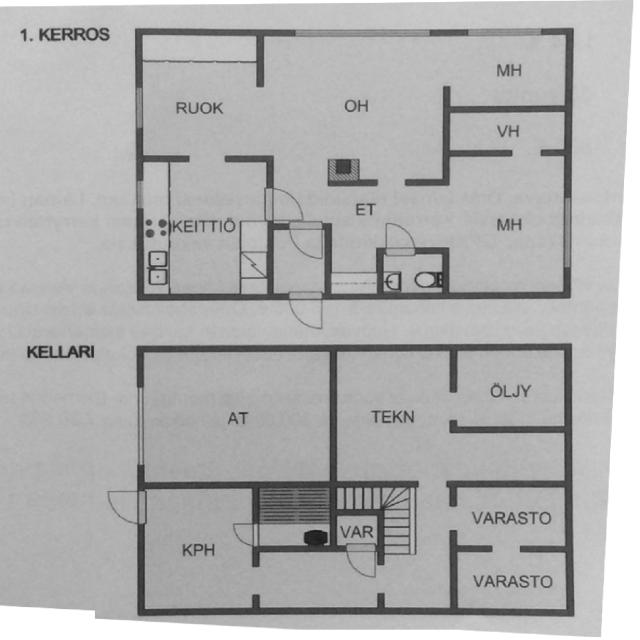 1. KERROS
MH
RUOK
OH
VH
ET
KEITTIÖ
MH
KELLARI
ÖLJY
AT
TEKN
VARASTO
VAR
KPH
VARASTO